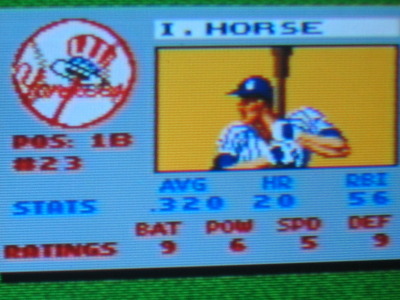 I. HORSE
Yankees
POS: 1B
#23
AVG HR RBI
STATS .320 20 56
BAT POW SPD DEF
RATINGS 9 6 5 9